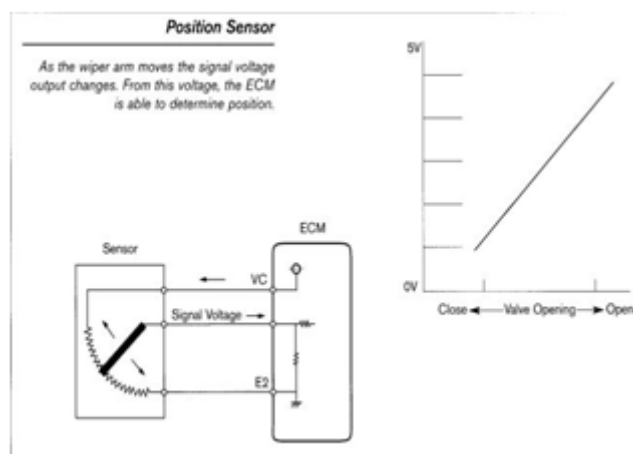 Position Sensor
As the wiper arm moves the signal voltage
output changes. From this voltage, the ECM
is able to determine position.
Sensor
ECM
VC
Signal Voltage
E2
5V
0V
Close
Valve Opening
Open